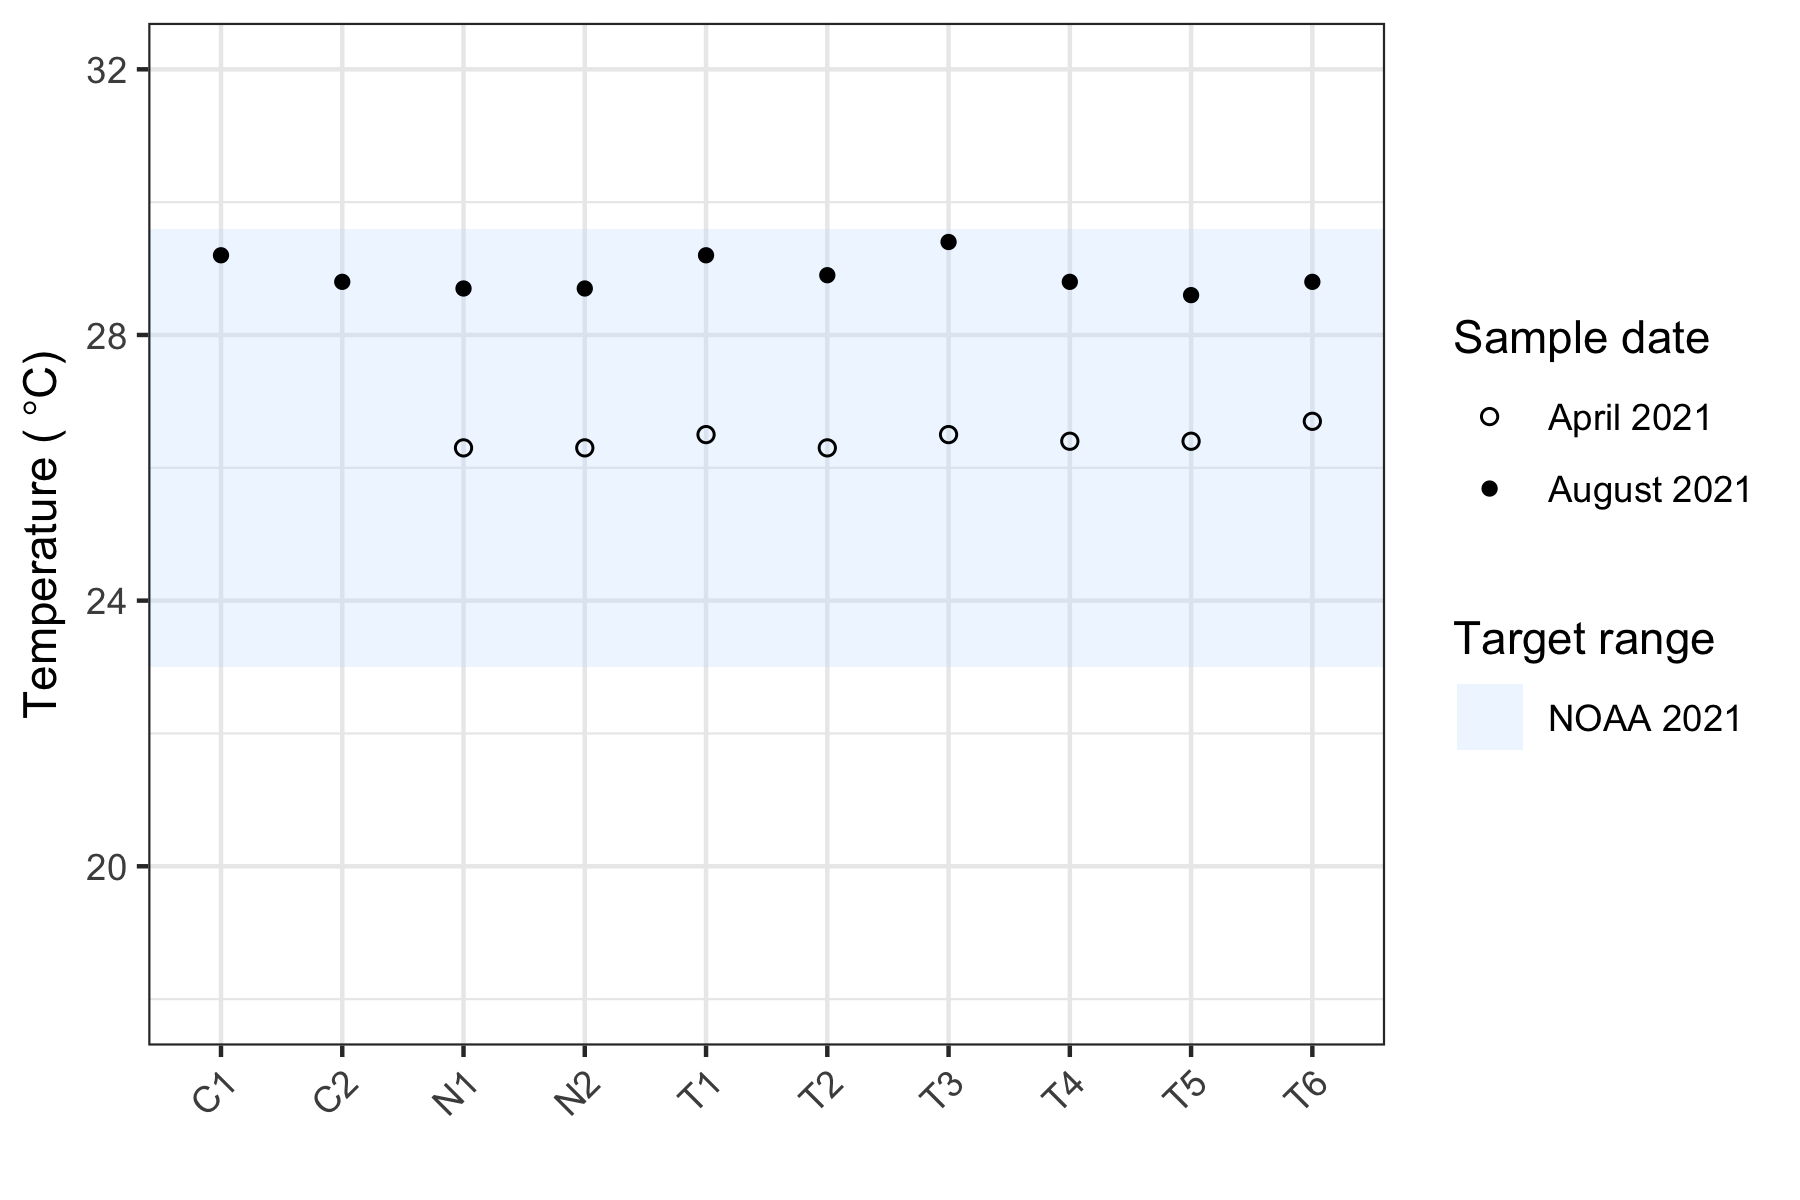 32
28
24
20
Temperature ( °C)
C1
C2
N1
N2
T1
T2
T3
T4
T5
T6
Sample date
April 2021
August 2021
Target range
NOAA 2021